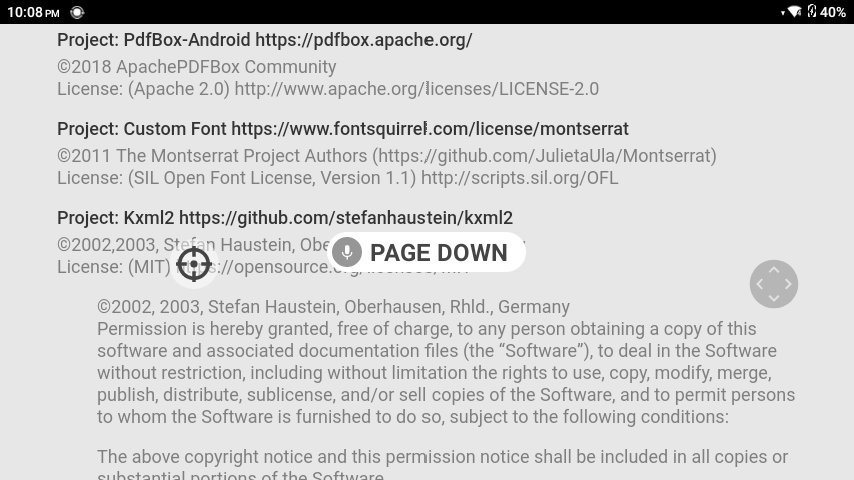 10:08 PM 40%
Project: PdfBox-Android https://pdfbox.apache.org/
©2018 ApachePDFBox Community
License: (Apache 2.0) http://www.apache.org/licenses/LICENSE-2.0
Project: Custom Font https://www.fontsquirrel.com/license/montserrat
©2011 The Montserrat Project Authors (https://github.com/JulietaUla/Montserrat)
License: (SIL Open Font License, Version 1.1) http://scripts.sil.org/OFL
Project: Kxml2 https://github.com/stefanhaustein/kxml2
©2002,2003, Stefan Haustein,
PAGE DOWN
License: (MIT)
©2002, 2003, Stefan Haustein, Oberhausen, Rhld., Germany
Permission is hereby granted, free of charge, to any person obtaining a copy of this
software and associated documentation files (the “Software”), to deal in the Software
without restriction, including without limitation the rights to use, copy, modify, merge,
publish, distribute, sublicense, and/or sell copies of the Software, and to permit persons
to whom the Software is furnished to do so, subject to the following conditions:
The above copyright notice and this permission notice shall be included in all copies or
substantial portions of the Software.